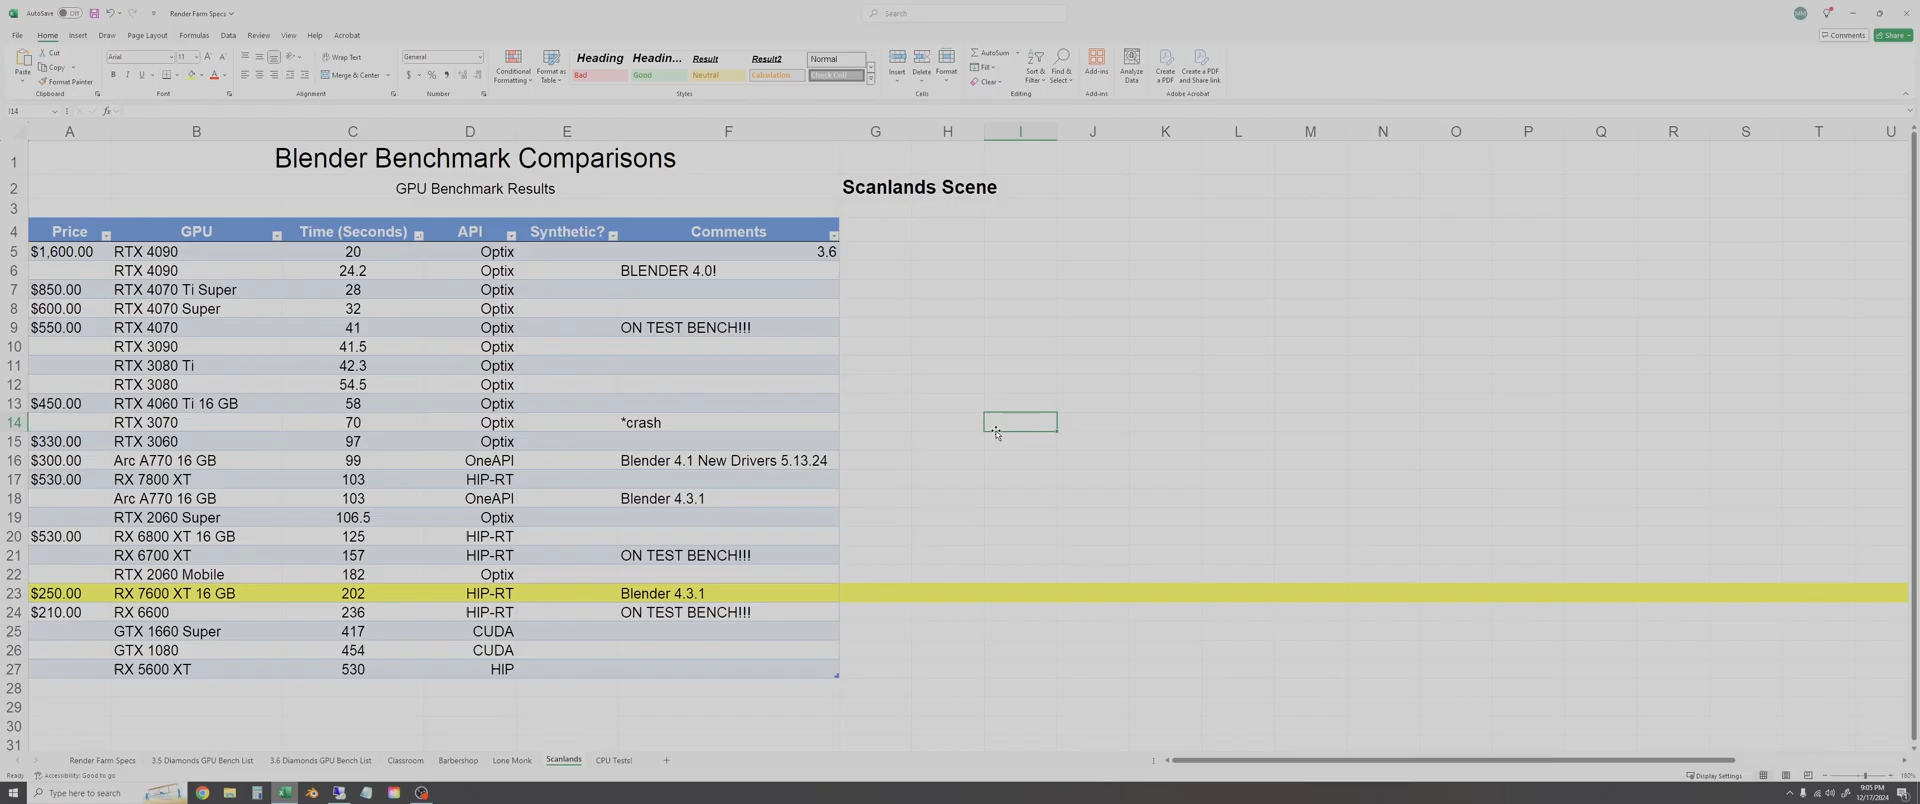 AutoSave Off Render Farm Specs Search
File Home Insert Draw Page Layout Formulas Data Review View Help Acrobat Comments Share
Paste Cut Copy Format Painter Clipboard
Arial 11 B I U A Font
Wrap Text Merge & Center Alignment
General $ % Number
Conditional Formatting Format as Table
Heading Headin... Result Result2 Normal
Bad Good Neutral Calculation Check Cell
Styles
Insert Delete Format Cells
AutoSum Fill Clear Sort & Filter Find & Select Editing
Add-ins Add-ins
Analyze Data
Create a PDF Create a PDF and Share link Adobe Acrobat
I14 fx
A B C D E F G H I J K L M N O P Q R S T U
1 Blender Benchmark Comparisons
2 GPU Benchmark Results Scanlands Scene
3
4 Price GPU Time (Seconds) API Synthetic? Comments
5 $1,600.00 RTX 4090 20 Optix 3.6
6 RTX 4090 24.2 Optix BLENDER 4.0!
7 $850.00 RTX 4070 Ti Super 28 Optix
8 $600.00 RTX 4070 Super 32 Optix
9 $550.00 RTX 4070 41 Optix ON TEST BENCH!!!
10 RTX 3090 41.5 Optix
11 RTX 3080 Ti 42.3 Optix
12 RTX 3080 54.5 Optix
13 $450.00 RTX 4060 Ti 16 GB 58 Optix
14 RTX 3070 70 Optix *crash
15 $330.00 RTX 3060 97 Optix
16 $300.00 Arc A770 16 GB 99 OneAPI Blender 4.1 New Drivers 5.13.24
17 $530.00 RX 7800 XT 103 HIP-RT
18 Arc A770 16 GB 103 OneAPI Blender 4.3.1
19 RTX 2060 Super 106.5 Optix
20 $530.00 RX 6800 XT 16 GB 125 HIP-RT
21 RX 6700 XT 157 HIP-RT ON TEST BENCH!!!
22 RTX 2060 Mobile 182 Optix
23 $250.00 RX 7600 XT 16 GB 202 HIP-RT Blender 4.3.1
24 $210.00 RX 6600 236 HIP-RT ON TEST BENCH!!!
25 GTX 1660 Super 417 CUDA
26 GTX 1080 454 CUDA
27 RX 5600 XT 530 HIP
28
29
30
31
Render Farm Specs 3.5 Diamonds GPU Bench List 3.6 Diamonds GPU Bench List Classroom Barbershop Lone Monk Scanlands CPU Tests!
Ready Accessibility: Good to go Display Settings 180%
Type here to search 9:05 PM
12/17/2024